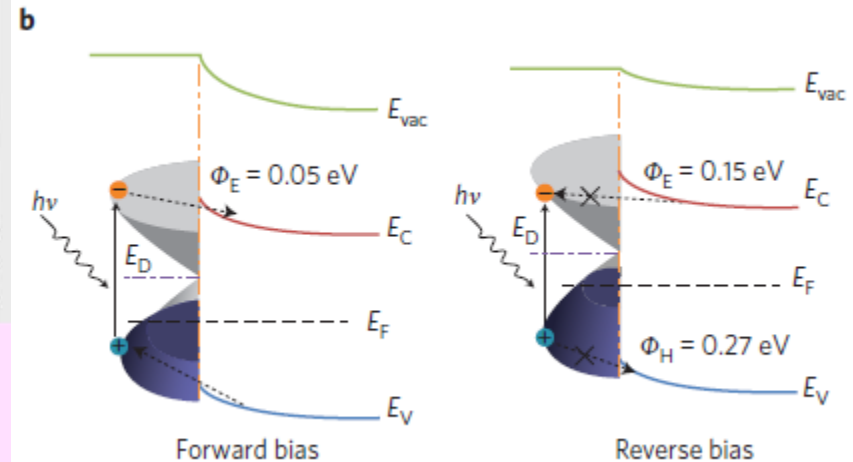 b
E_vac
Φ_E = 0.05 eV
hν
−
E_C
E_D
E_F
+
E_V
Forward bias
E_vac
Φ_E = 0.15 eV
hν
−
E_C
E_D
E_F
+
Φ_H = 0.27 eV
E_V
Reverse bias